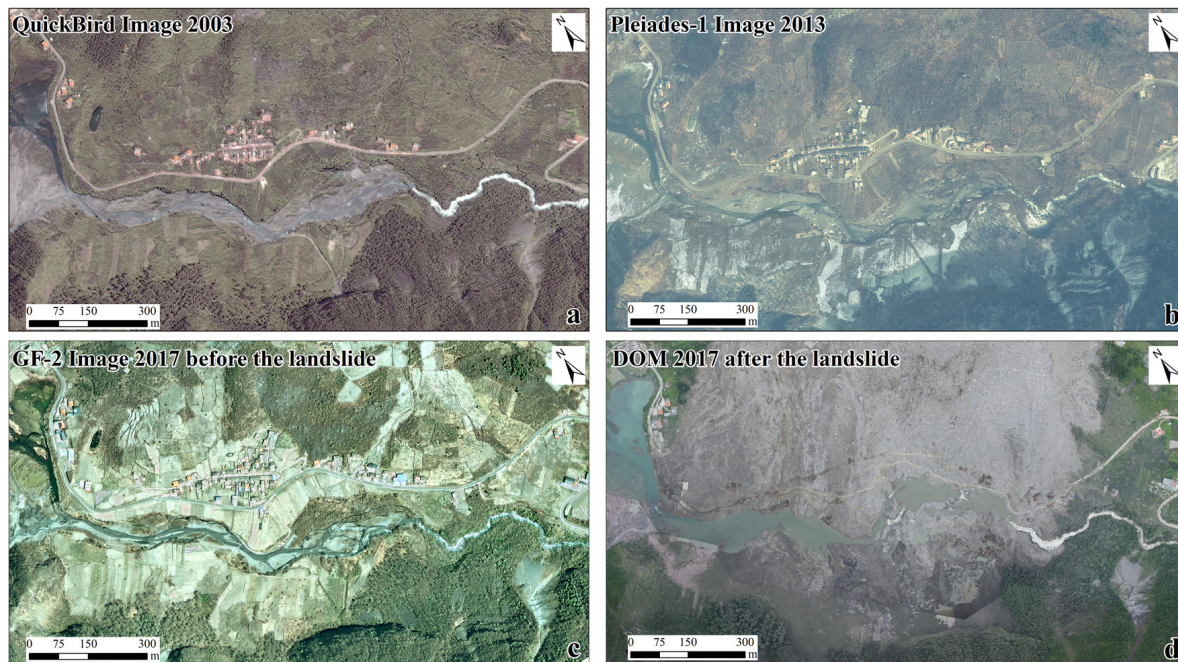 QuickBird Image 2003
N
0 75 150 300
m
a
Pleiades-1 Image 2013
N
0 75 150 300
m
b
GF-2 Image 2017 before the landslide
N
0 75 150 300
m
c
DOM 2017 after the landslide
N
0 75 150 300
m
d